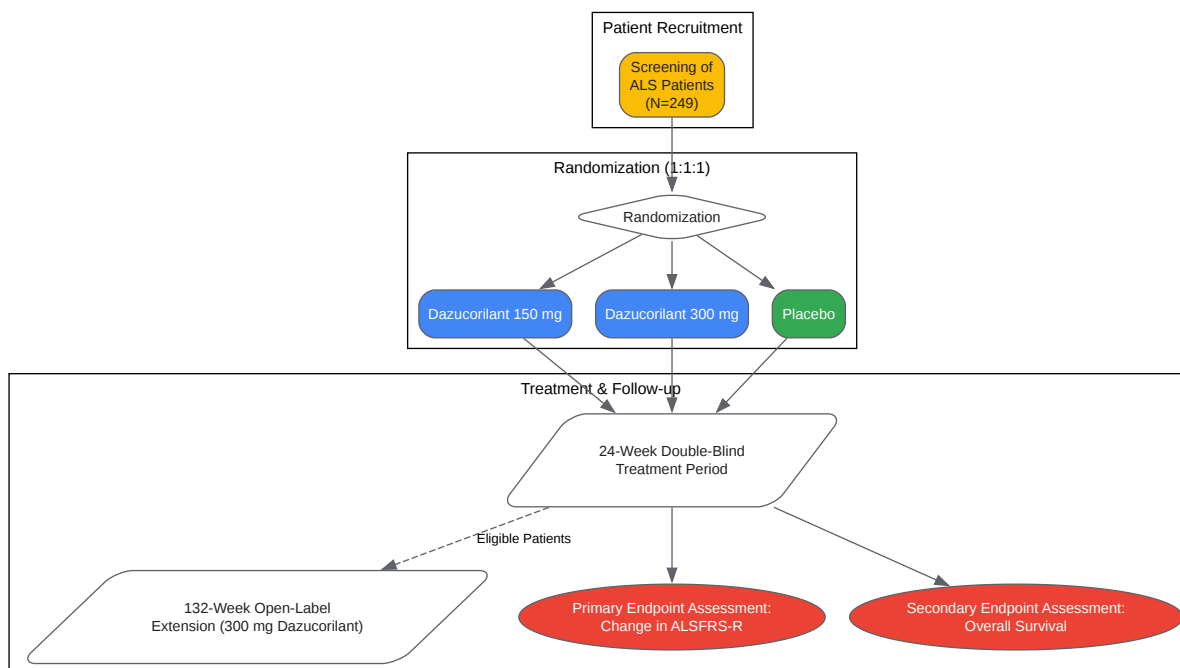 Patient Recruitment
Screening of
ALS Patients
(N=249)
Randomization (1:1:1)
Randomization
Dazucorilant 150 mg
Dazucorilant 300 mg
Placebo
Treatment & Follow-up
24-Week Double-Blind
Treatment Period
Eligible Patients
132-Week Open-Label
Extension (300 mg Dazucorilant)
Primary Endpoint Assessment:
Change in ALSFRS-R
Secondary Endpoint Assessment:
Overall Survival